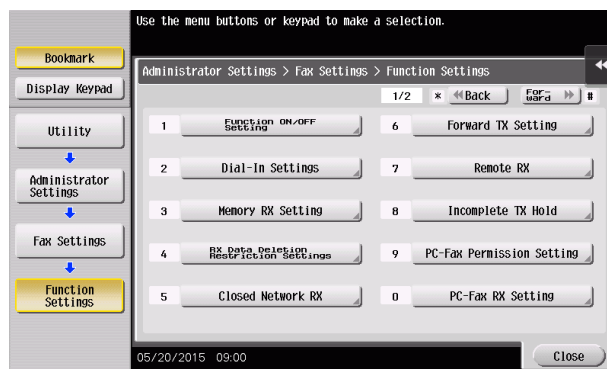 Use the menu buttons or keypad to make a selection.
Bookmark
Display Keypad
Utility
Administrator
Settings
Fax Settings
Function
Settings
Administrator Settings > Fax Settings > Function Settings
1/2 * Back For-
ward #
1 Function ON/OFF
Setting
6 Forward TX Setting
2 Dial-In Settings
7 Remote RX
3 Memory RX Setting
8 Incomplete TX Hold
4 RX Data Deletion
Restriction Settings
9 PC-Fax Permission Setting
5 Closed Network RX
0 PC-Fax RX Setting
05/20/2015 09:00
Close